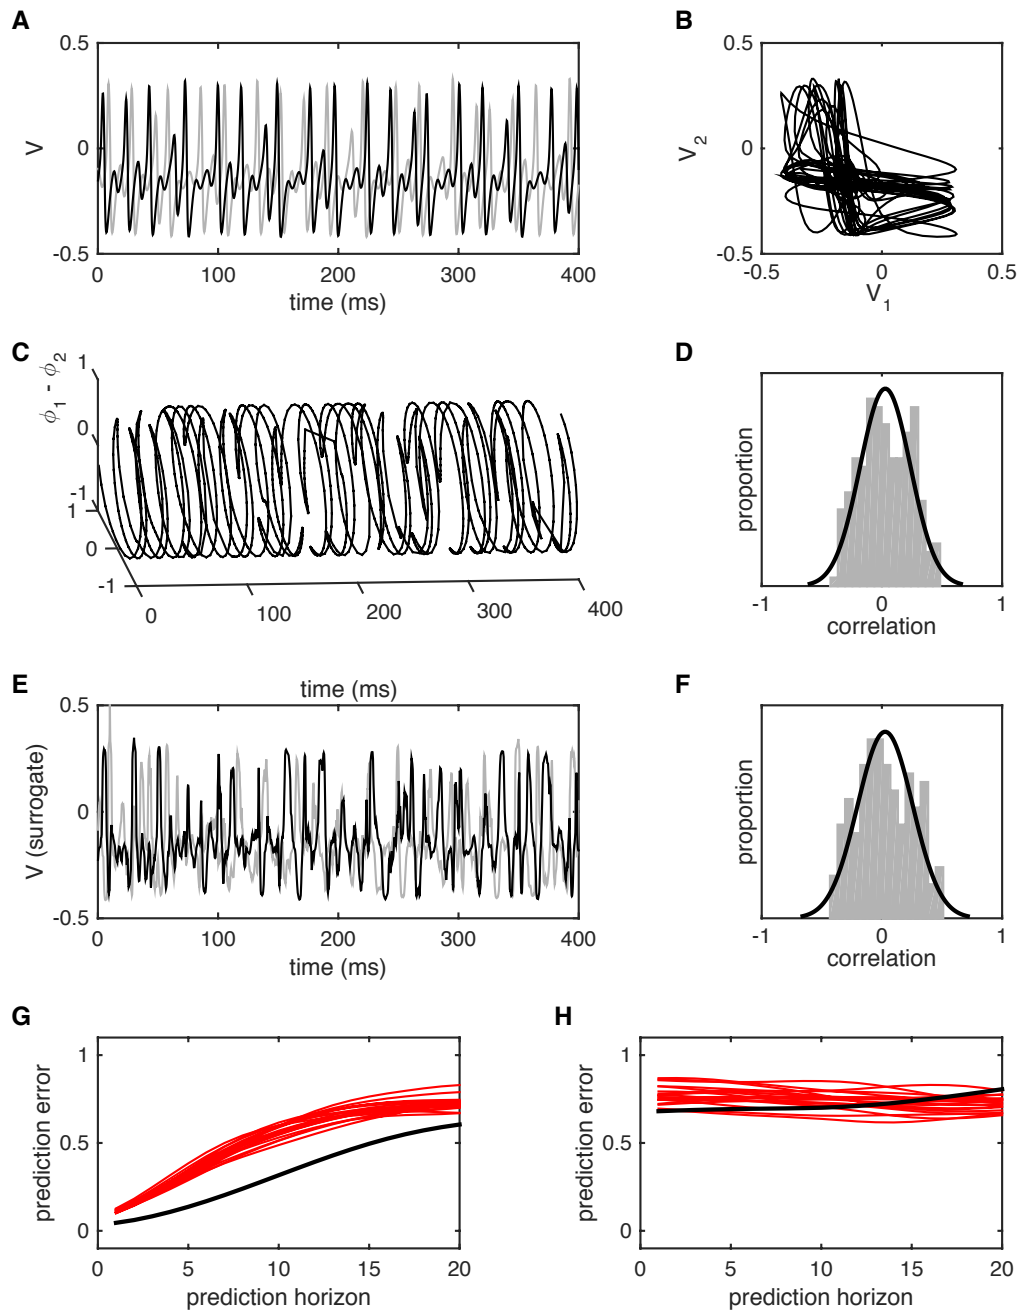 A
0.5
0
-0.5
V
0 100 200 300 400
time (ms)
B
0.5
0
-0.5
V_2
-0.5 0 0.5
V_1
C
1
0
-1
ϕ_1 - ϕ_2
1
0
-1
0 100 200 300 400
time (ms)
D
proportion
-1 0 1
correlation
E
0.5
0
-0.5
V (surrogate)
0 100 200 300 400
time (ms)
F
proportion
-1 0 1
correlation
G
1
0.5
0
prediction error
0 5 10 15 20
prediction horizon
H
1
0.5
0
prediction error
0 5 10 15 20
prediction horizon